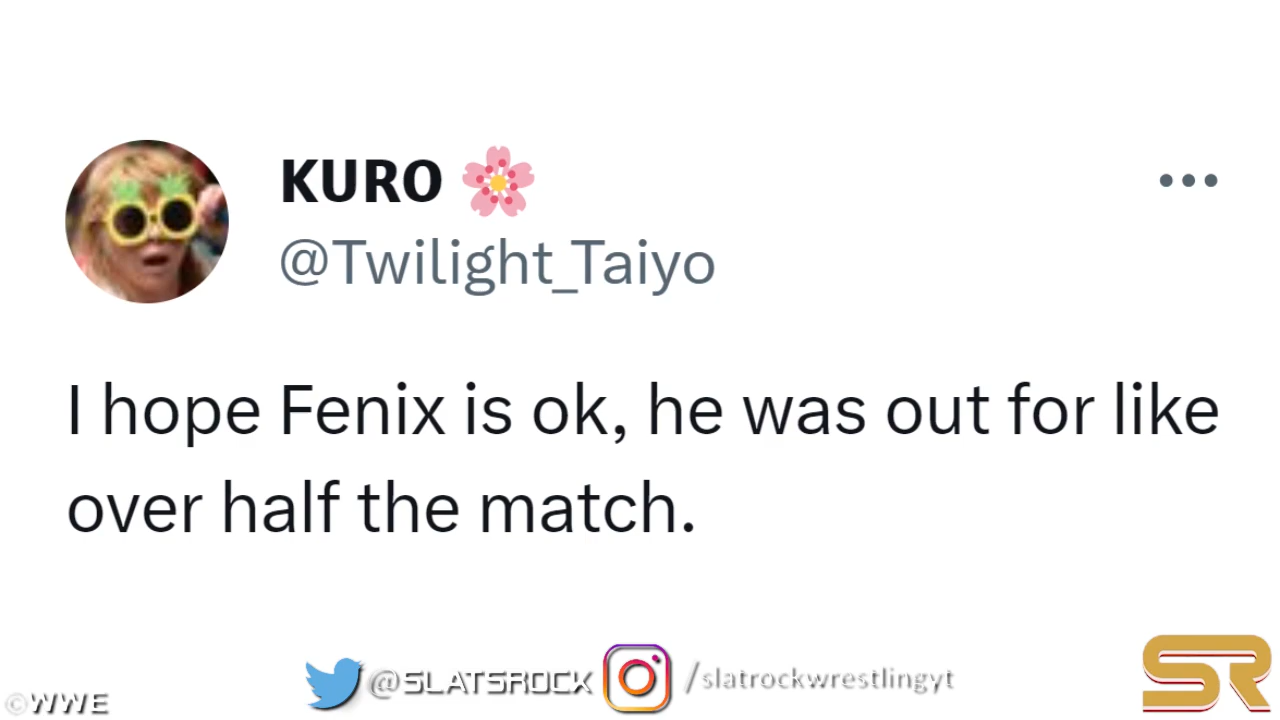 KURO 🌸
@Twilight_Taiyo
I hope Fenix is ok, he was out for like
over half the match.
©WWE
@SLATSROCK
/slatrockwrestlingyt
SR